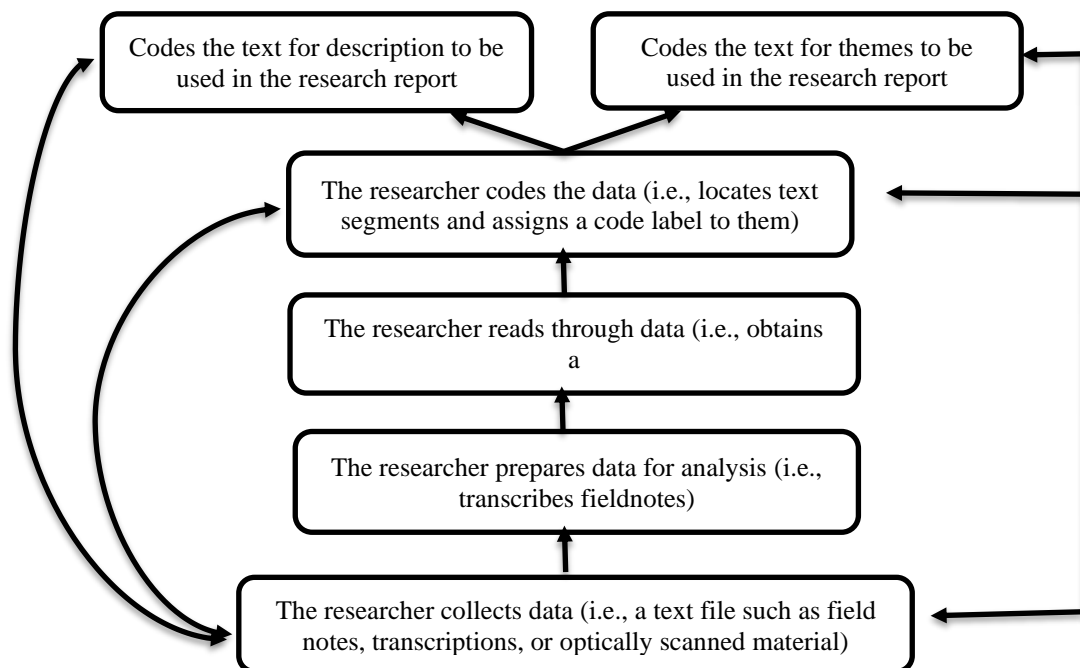 Codes the text for description to be
used in the research report
Codes the text for themes to be
used in the research report
The researcher codes the data (i.e., locates text
segments and assigns a code label to them)
The researcher reads through data (i.e., obtains
a
The researcher prepares data for analysis (i.e.,
transcribes fieldnotes)
The researcher collects data (i.e., a text file such as field
notes, transcriptions, or optically scanned material)